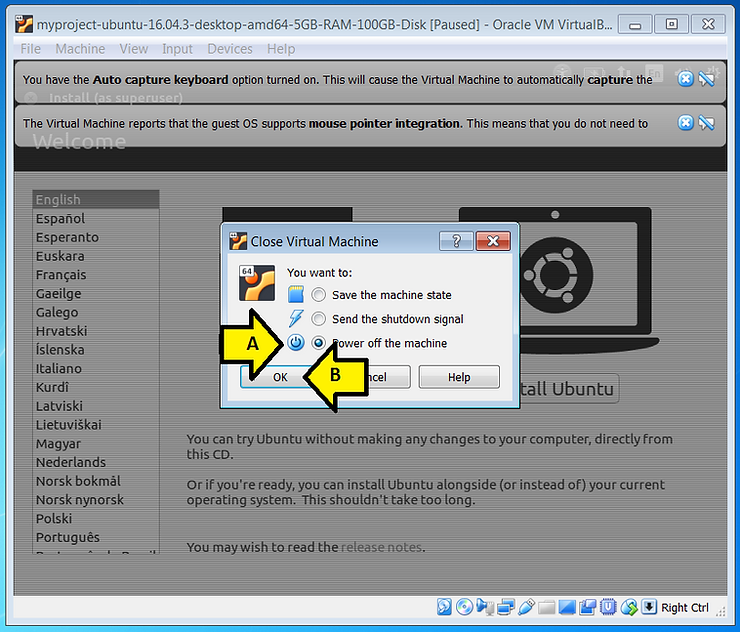 myproject-ubuntu-16.04.3-desktop-amd64-5GB-RAM-100GB-Disk [Paused] - Oracle VM VirtualB...
File Machine View Input Devices Help
You have the Auto capture keyboard option turned on. This will cause the Virtual Machine to automatically capture the
Install (as superuser)
The Virtual Machine reports that the guest OS supports mouse pointer integration. This means that you do not need to
Welcome
English
Español
Esperanto
Euskara
Français
Gaeilge
Galego
Hrvatski
Íslenska
Italiano
Kurdî
Latviski
Lietuviškai
Magyar
Nederlands
Norsk bokmål
Norsk nynorsk
Polski
Português
Close Virtual Machine
64
You want to:
Save the machine state
Send the shutdown signal
A
Power off the machine
OK
B
Help
Ubuntu
You can try Ubuntu without making any changes to your computer, directly from
this CD.
Or if you're ready, you can install Ubuntu alongside (or instead of) your current
operating system. This shouldn't take too long.
You may wish to read the release notes.
Right Ctrl